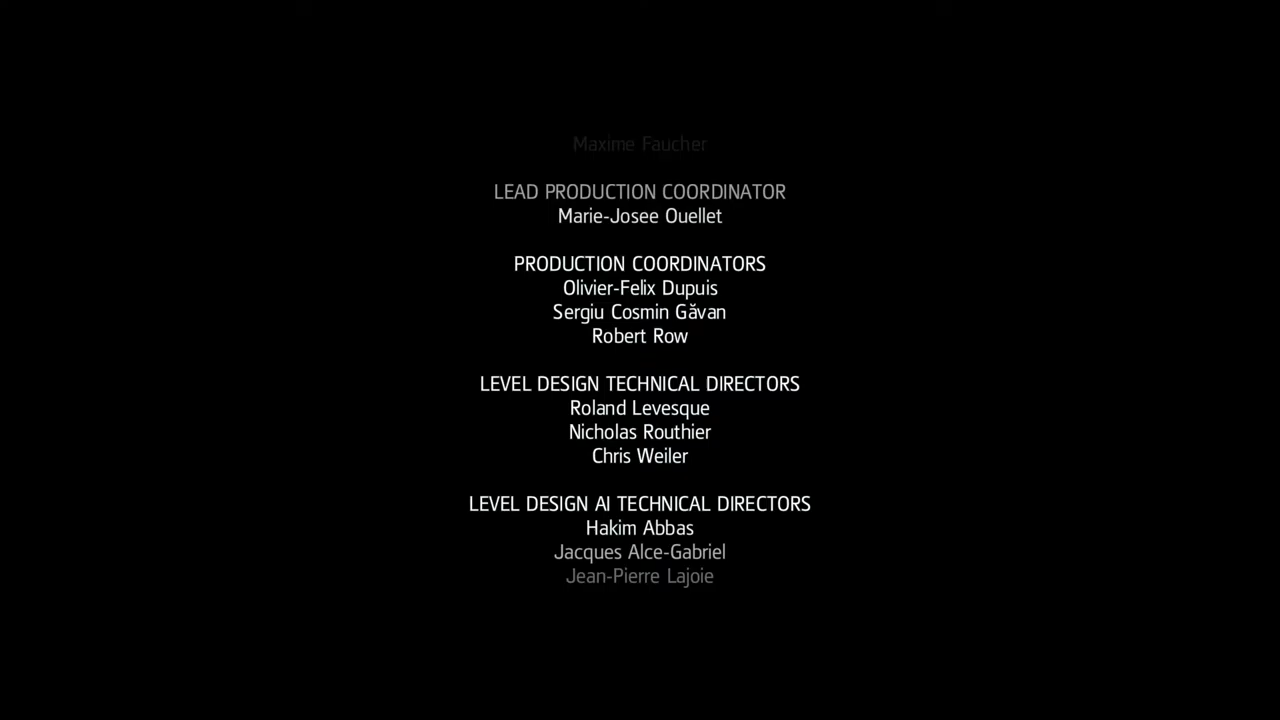 Maxime Faucher
LEAD PRODUCTION COORDINATOR
Marie-Josee Ouellet
PRODUCTION COORDINATORS
Olivier-Felix Dupuis
Sergiu Cosmin Găvan
Robert Row
LEVEL DESIGN TECHNICAL DIRECTORS
Roland Levesque
Nicholas Routhier
Chris Weiler
LEVEL DESIGN AI TECHNICAL DIRECTORS
Hakim Abbas
Jacques Alce-Gabriel
Jean-Pierre Lajoie